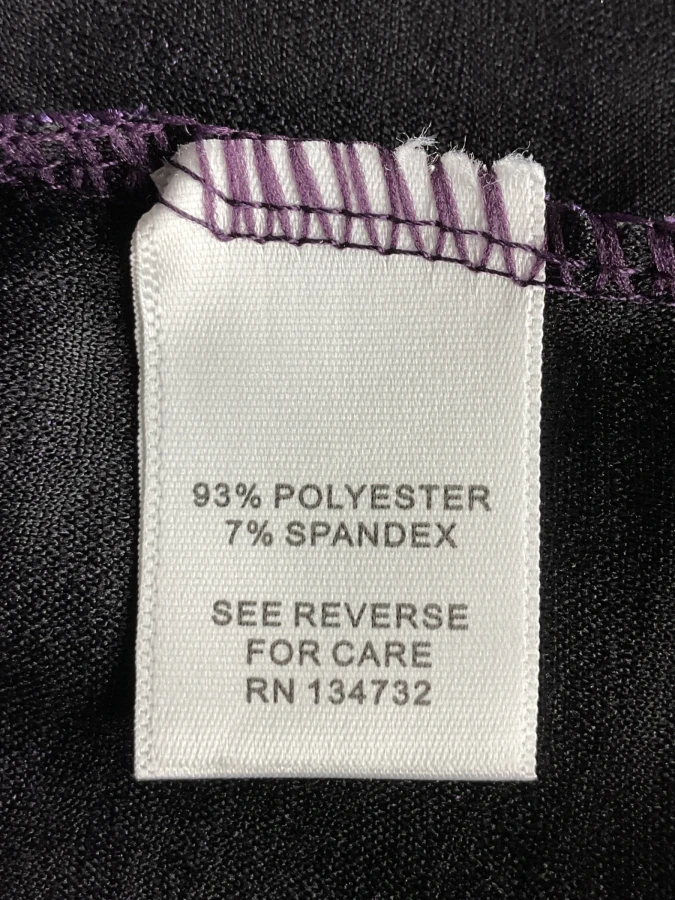 93% POLYESTER
7% SPANDEX
SEE REVERSE
FOR CARE
RN 134732